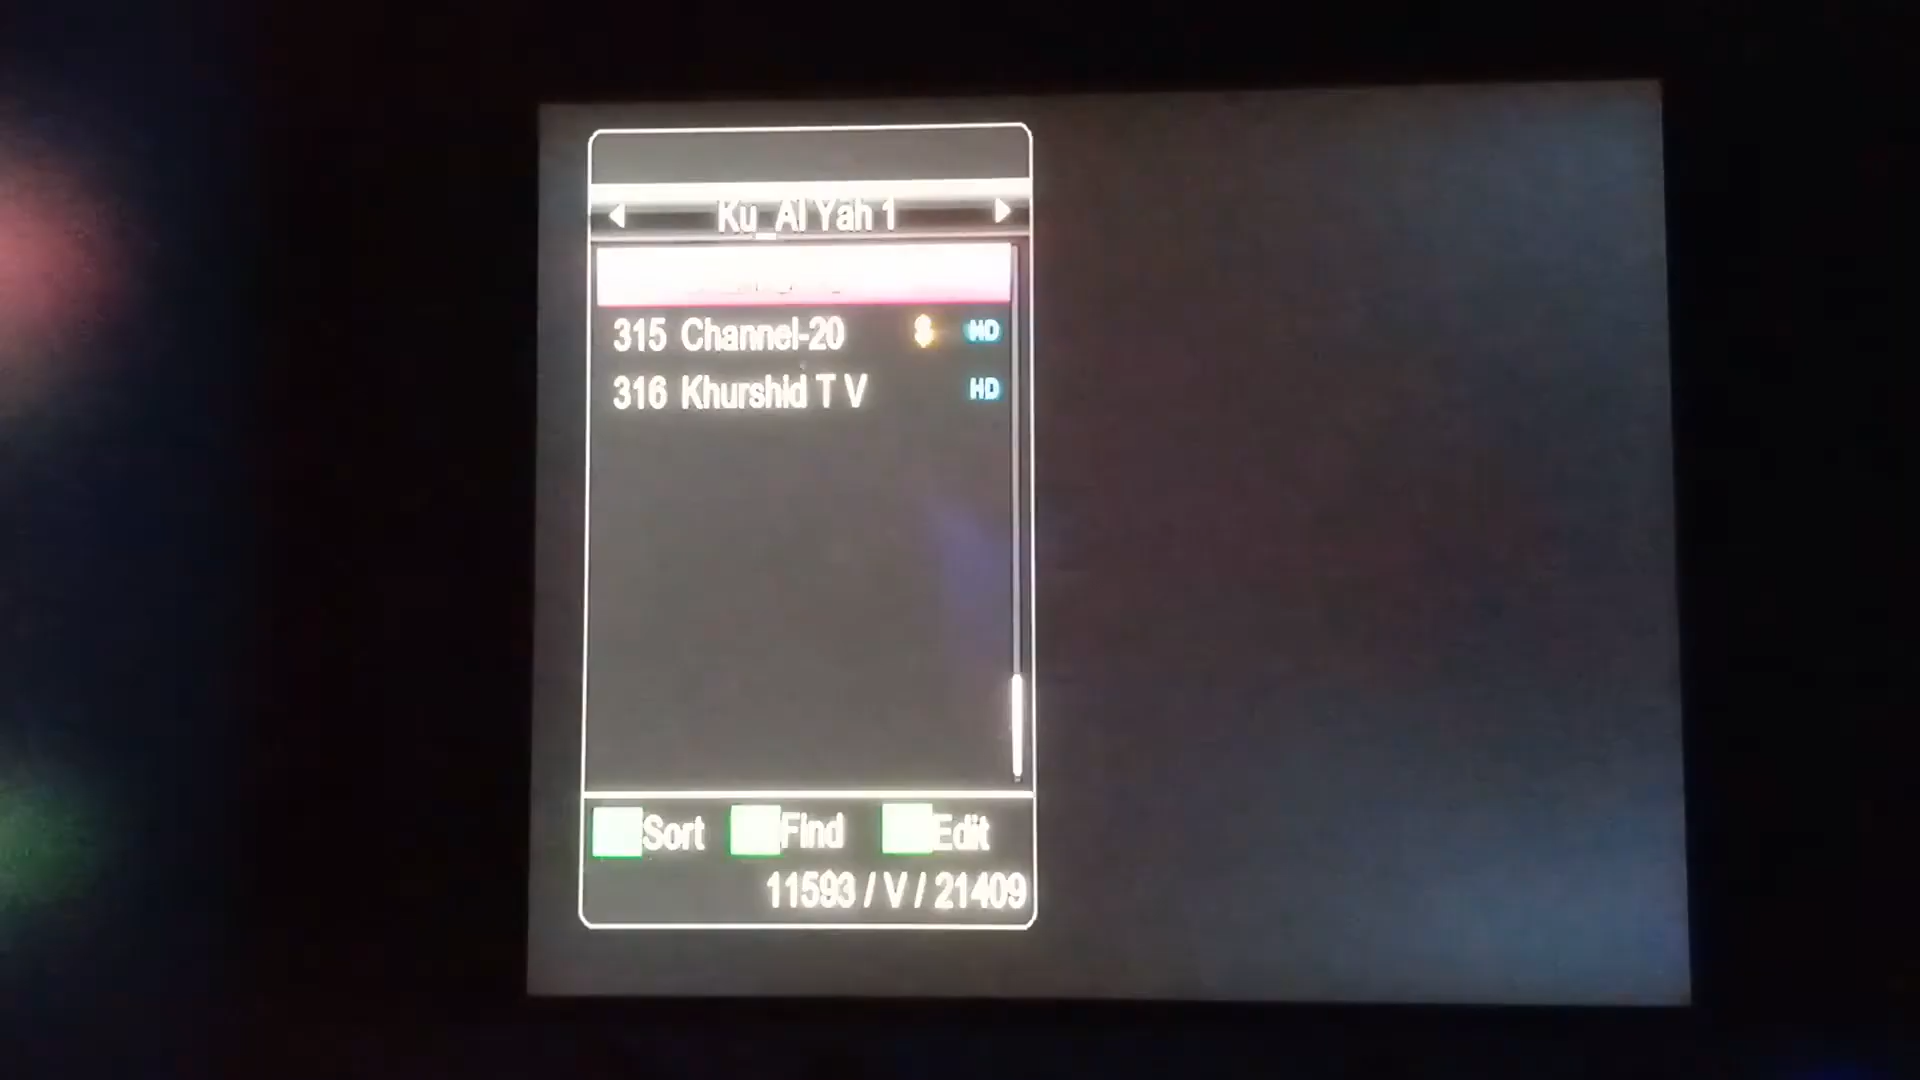 Ku_Al Yah 1
315 Channel-20 $ HD
316 Khurshid T V HD
Sort Find Edit
11593 / V / 21409